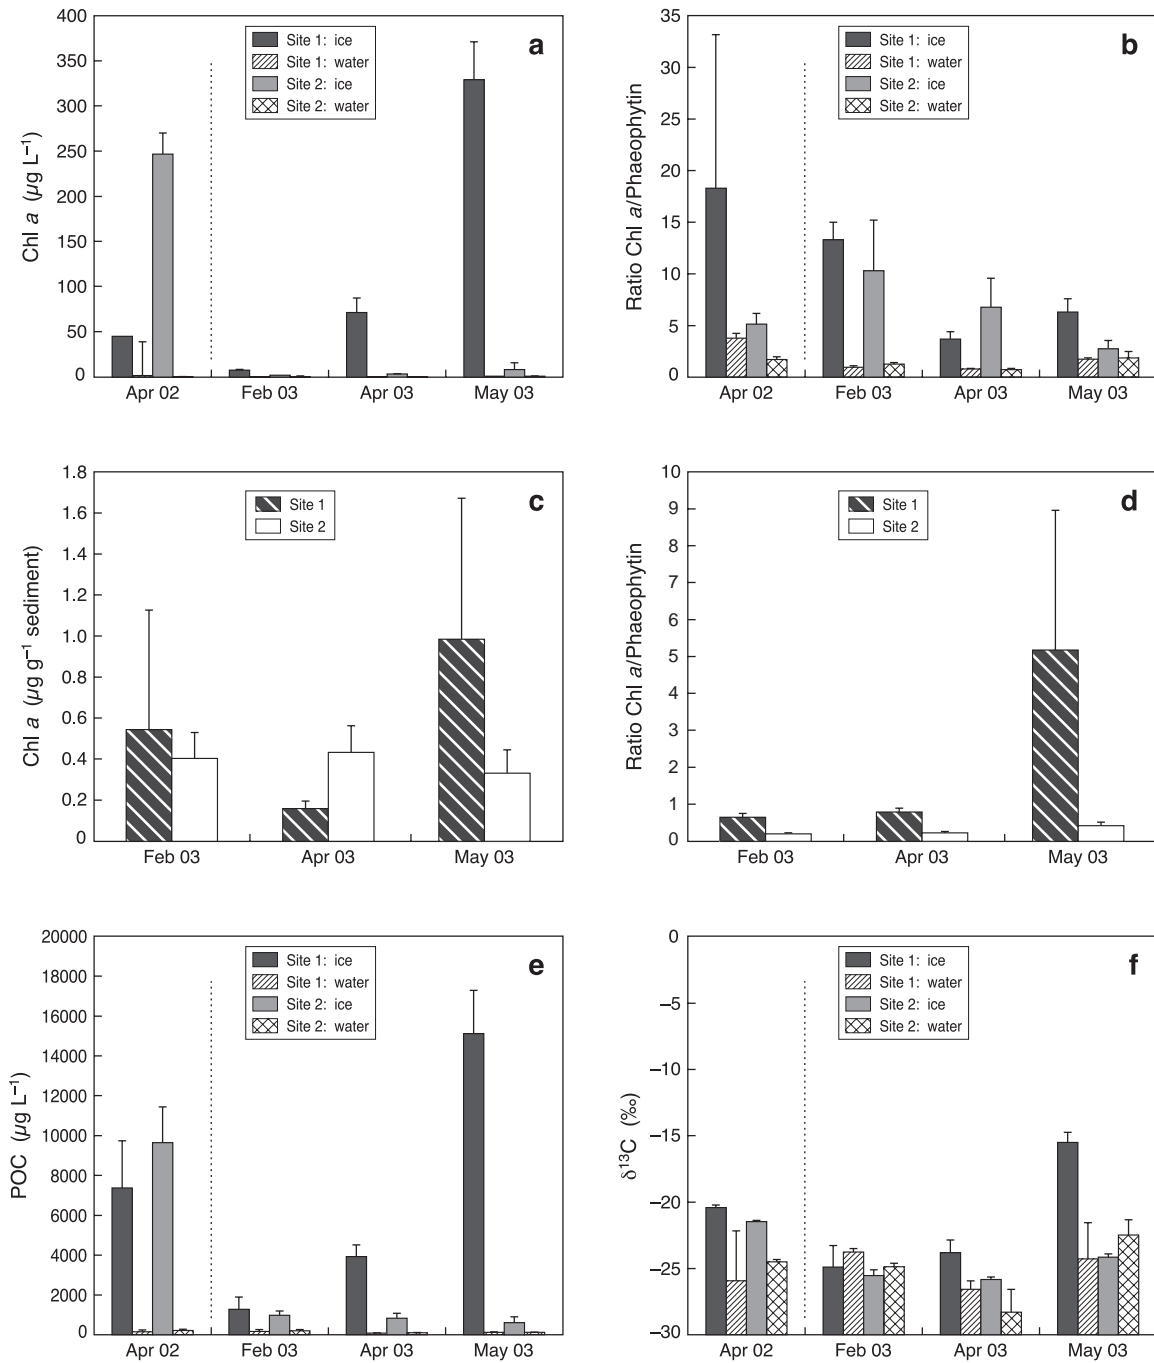 a
Chl a (µg L–1)
400
350
300
250
200
150
100
50
0
Site 1: ice
Site 1: water
Site 2: ice
Site 2: water
Apr 02 Feb 03 Apr 03 May 03
b
Ratio Chl a/Phaeophytin
35
30
25
20
15
10
5
0
Site 1: ice
Site 1: water
Site 2: ice
Site 2: water
Apr 02 Feb 03 Apr 03 May 03
c
Chl a (µg g–1 sediment)
1.8
1.6
1.4
1.2
1.0
0.8
0.6
0.4
0.2
0
Site 1
Site 2
Feb 03 Apr 03 May 03
d
Ratio Chl a/Phaeophytin
10
9
8
7
6
5
4
3
2
1
0
Site 1
Site 2
Feb 03 Apr 03 May 03
e
POC (µg L–1)
20000
18000
16000
14000
12000
10000
8000
6000
4000
2000
0
Site 1: ice
Site 1: water
Site 2: ice
Site 2: water
Apr 02 Feb 03 Apr 03 May 03
f
δ13C (‰)
0
–5
–10
–15
–20
–25
–30
Site 1: ice
Site 1: water
Site 2: ice
Site 2: water
Apr 02 Feb 03 Apr 03 May 03